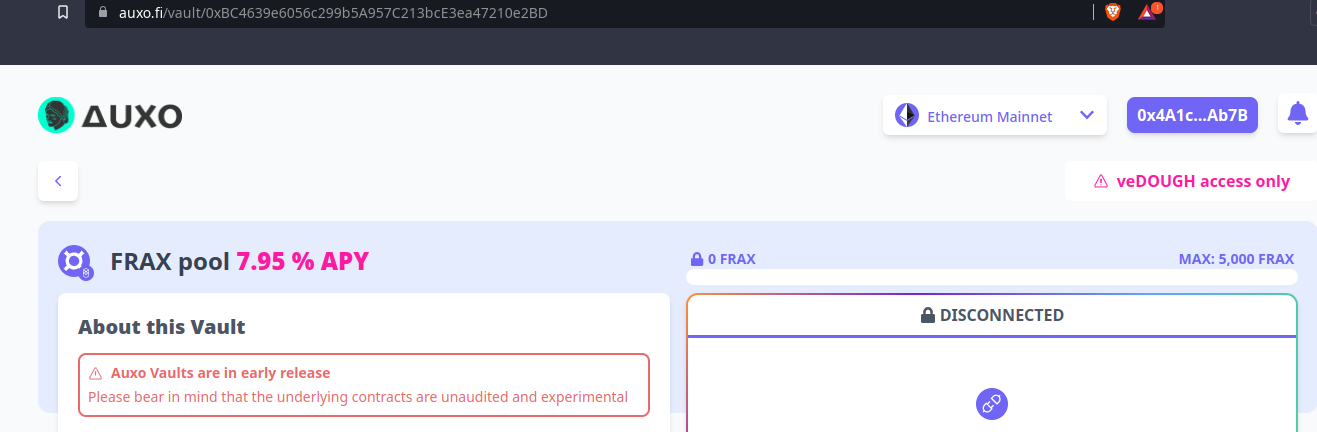 auxo.fi/vault/0xBC4639e6056c299b5A957C213bcE3ea47210e2BD
AUXO
Ethereum Mainnet
0x4A1c...Ab7B
veDOUGH access only
FRAX pool 7.95 % APY
0 FRAX
MAX: 5,000 FRAX
About this Vault
DISCONNECTED
Auxo Vaults are in early release
Please bear in mind that the underlying contracts are unaudited and experimental